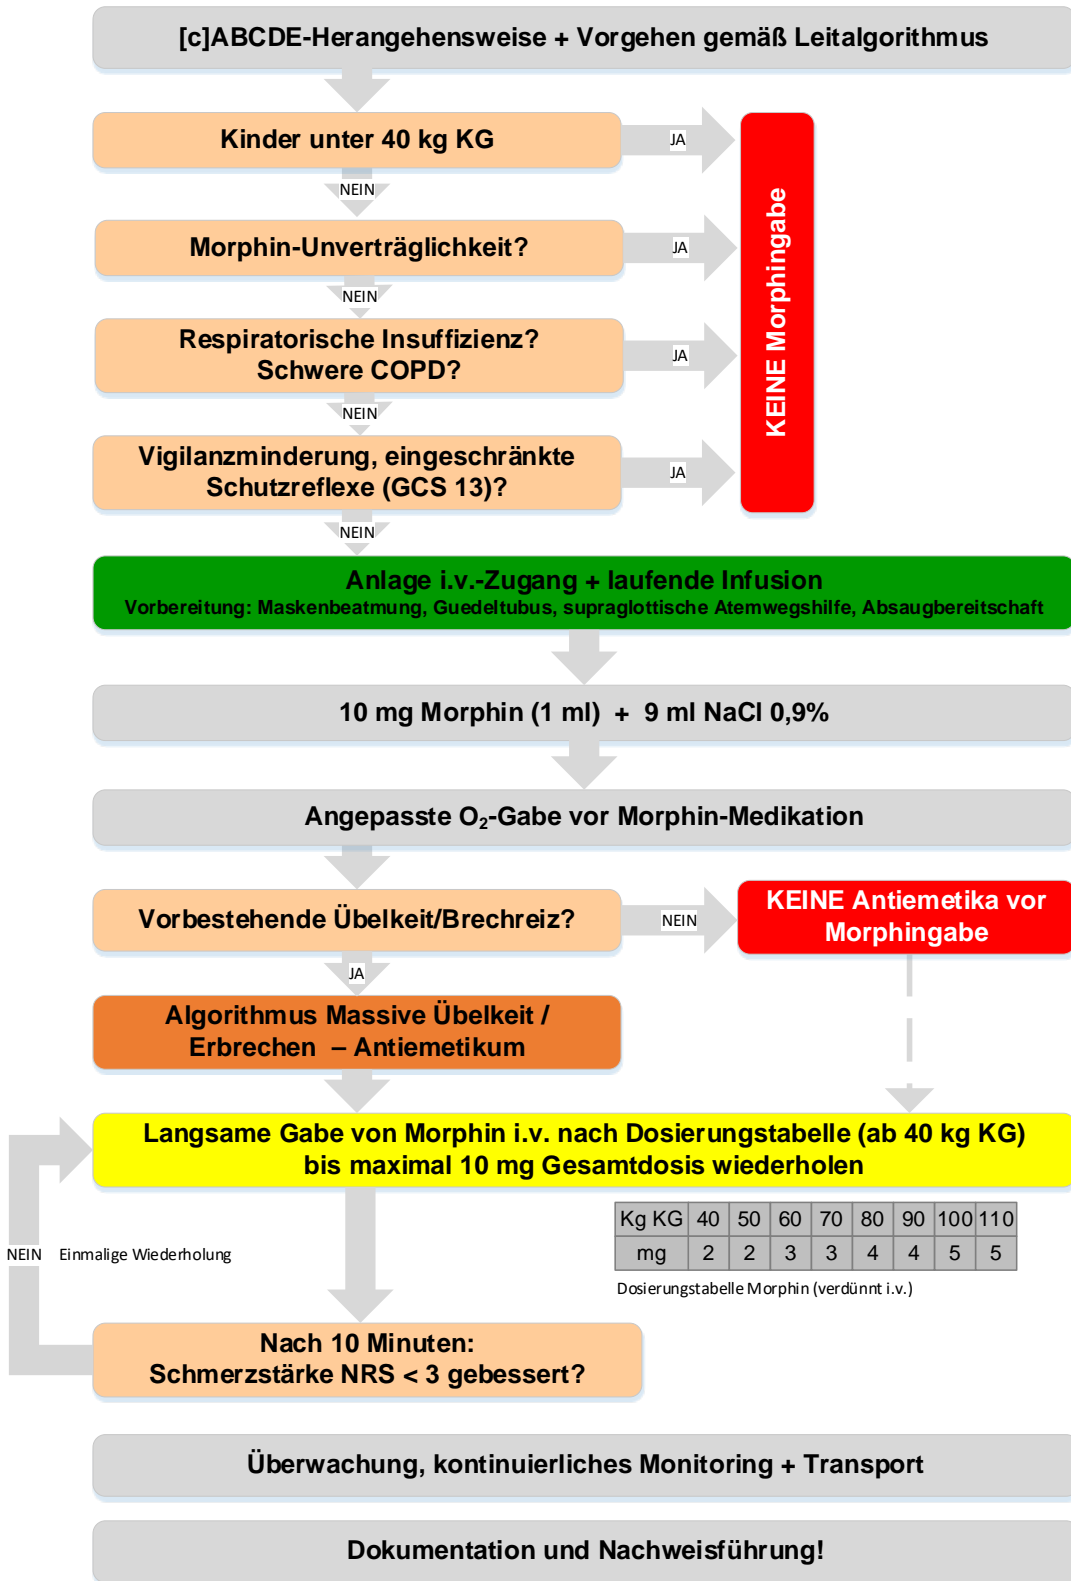 [c]ABCDE-Herangehensweise + Vorgehen gemäß Leitalgorithmus
Kinder unter 40 kg KG
JA
NEIN
Morphin-Unverträglichkeit?
JA
NEIN
Respiratorische Insuffizienz?
Schwere COPD?
JA
NEIN
Vigilanzminderung, eingeschränkte
Schutzreflexe (GCS 13)?
JA
NEIN
KEINE Morphingabe
Anlage i.v.-Zugang + laufende Infusion
Vorbereitung: Maskenbeatmung, Guedeltubus, supraglottische Atemwegshilfe, Absaugbereitschaft
10 mg Morphin (1 ml) + 9 ml NaCl 0,9%
Angepasste O₂-Gabe vor Morphin-Medikation
Vorbestehende Übelkeit/Brechreiz?
NEIN
KEINE Antiemetika vor
Morphingabe
JA
Algorithmus Massive Übelkeit /
Erbrechen – Antiemetikum
Langsame Gabe von Morphin i.v. nach Dosierungstabelle (ab 40 kg KG)
bis maximal 10 mg Gesamtdosis wiederholen
Kg KG 40 50 60 70 80 90 100 110
mg 2 2 3 3 4 4 5 5
Dosierungstabelle Morphin (verdünnt i.v.)
NEIN Einmalige Wiederholung
Nach 10 Minuten:
Schmerzstärke NRS < 3 gebessert?
Überwachung, kontinuierliches Monitoring + Transport
Dokumentation und Nachweisführung!